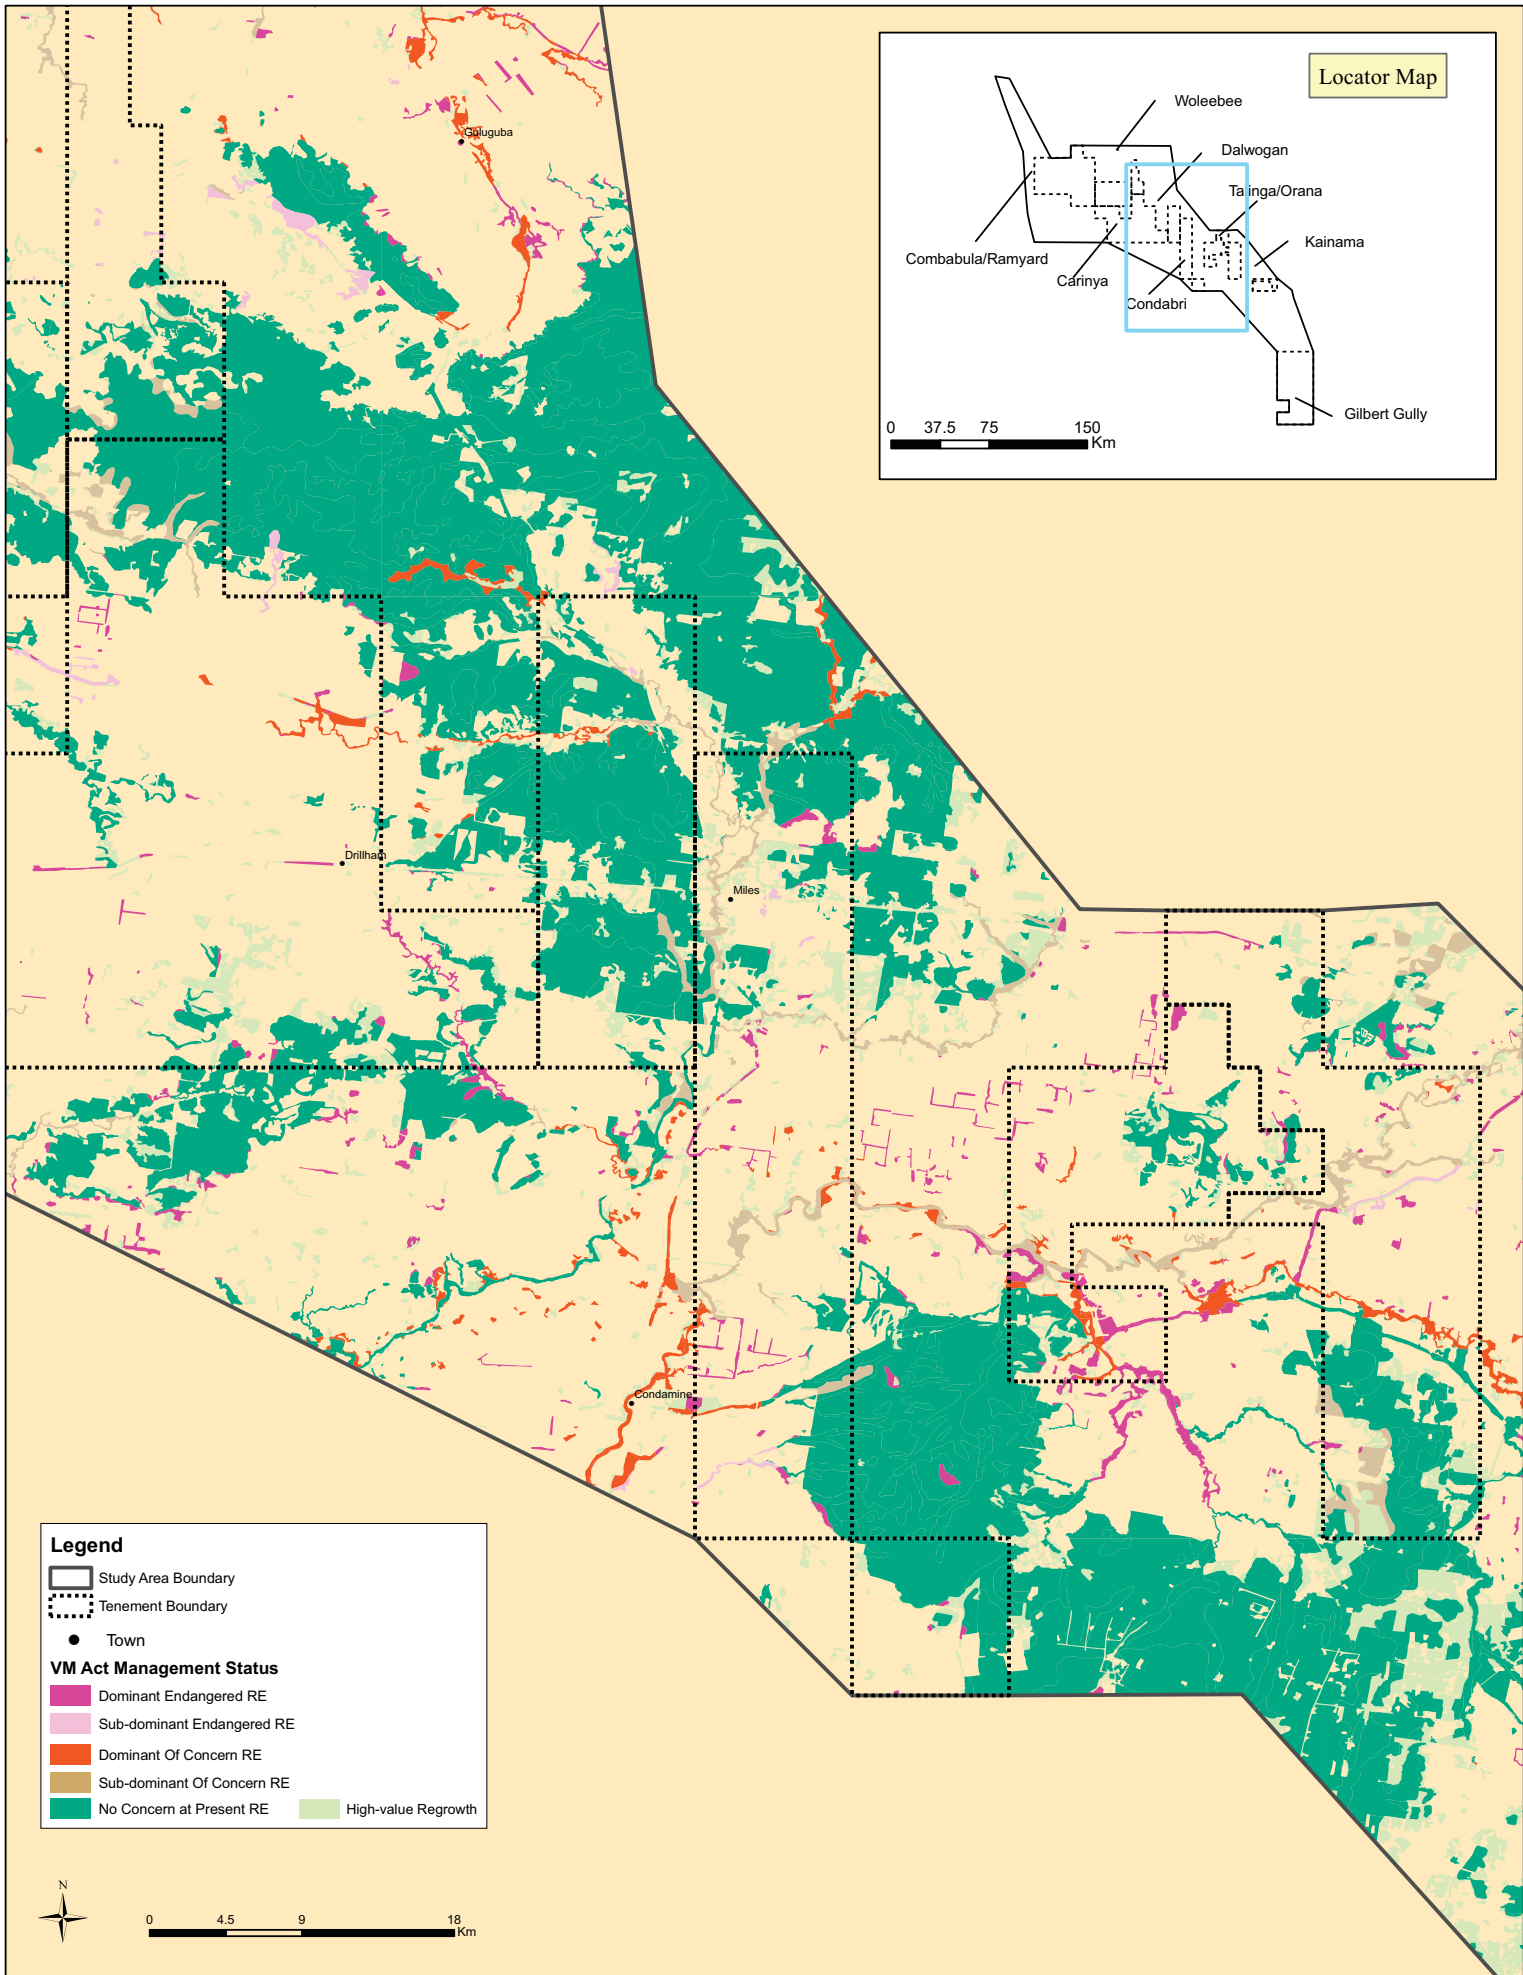 Locator Map
Woleebee
Dalwogan
Talinga/Orana
Kainama
Combabula/Ramyard
Carinya
Condabri
Gilbert Gully
0 37.5 75 150
Km
Guluguba
Drillham
Miles
Condamine
Legend
Study Area Boundary
Tenement Boundary
Town
VM Act Management Status
Dominant Endangered RE
Sub-dominant Endangered RE
Dominant Of Concern RE
Sub-dominant Of Concern RE
No Concern at Present RE High-value Regrowth
N
0 4.5 9 18
Km